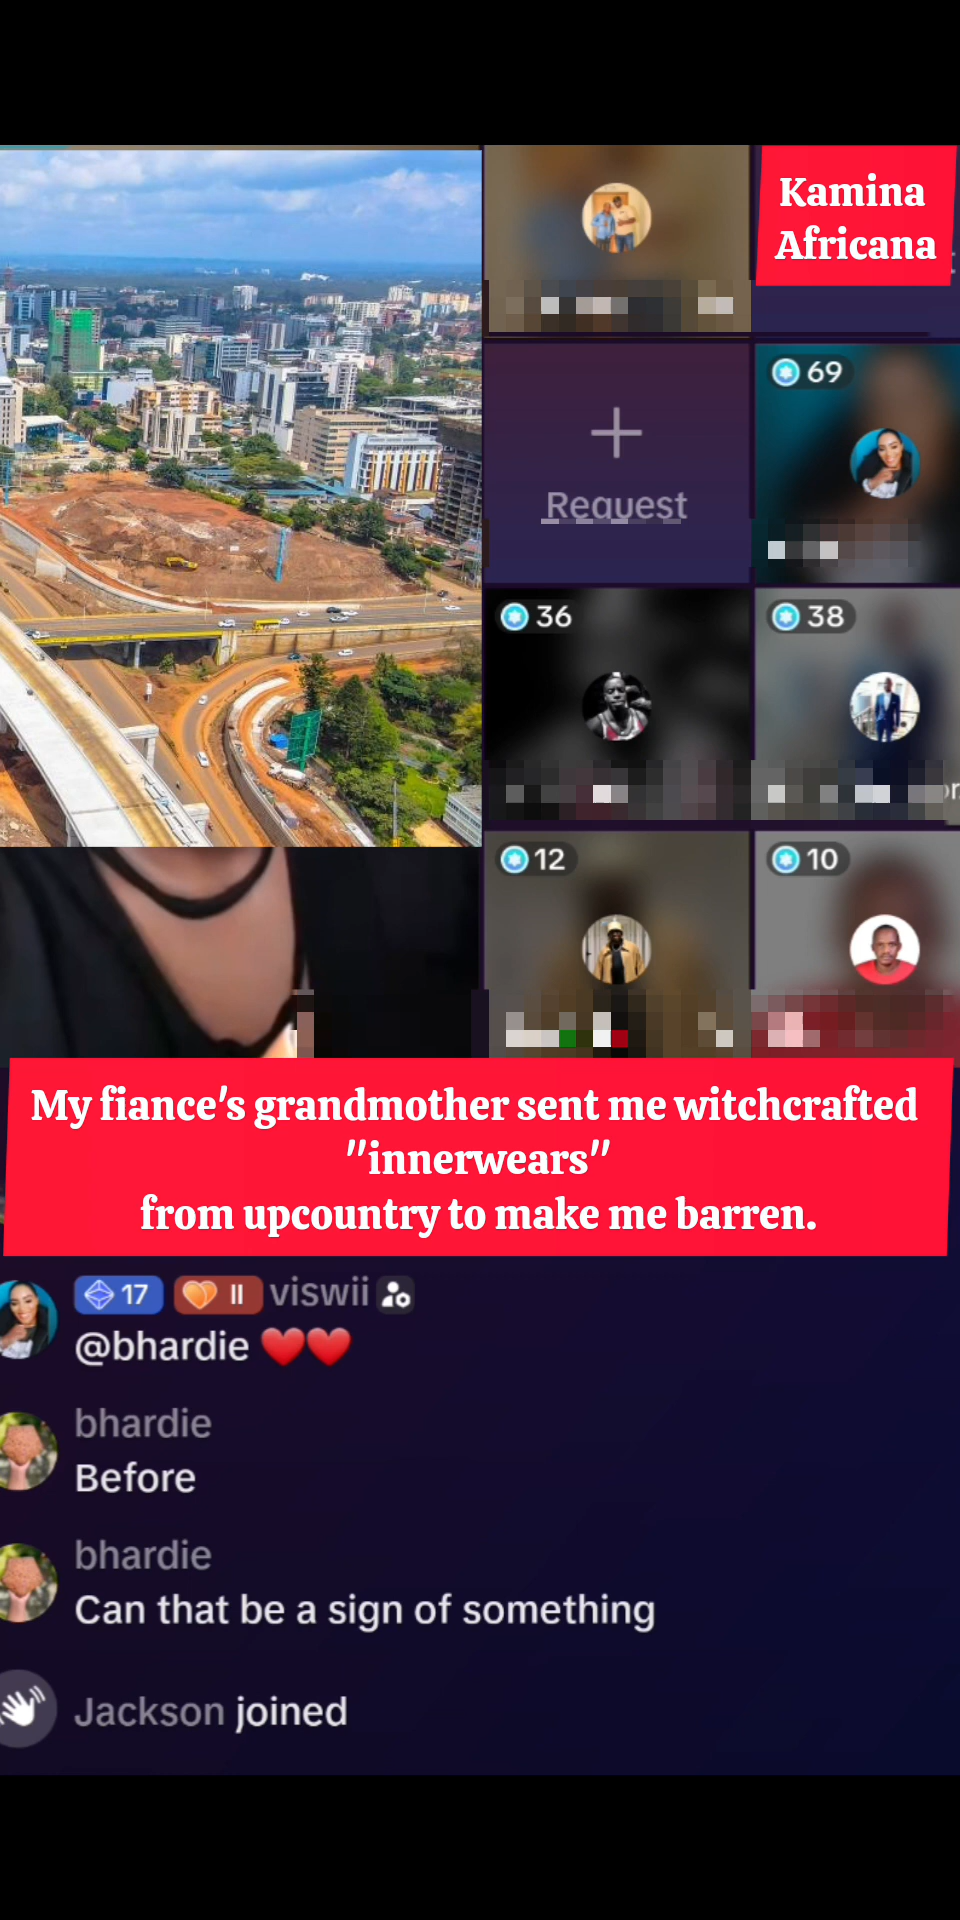 Kamina
Africana
69
Request
36
38
12
10
My fiance's grandmother sent me witchcrafted
"innerwears"
from upcountry to make me barren.
17 II viswii
@bhardie ❤️❤️
bhardie
Before
bhardie
Can that be a sign of something
Jackson joined